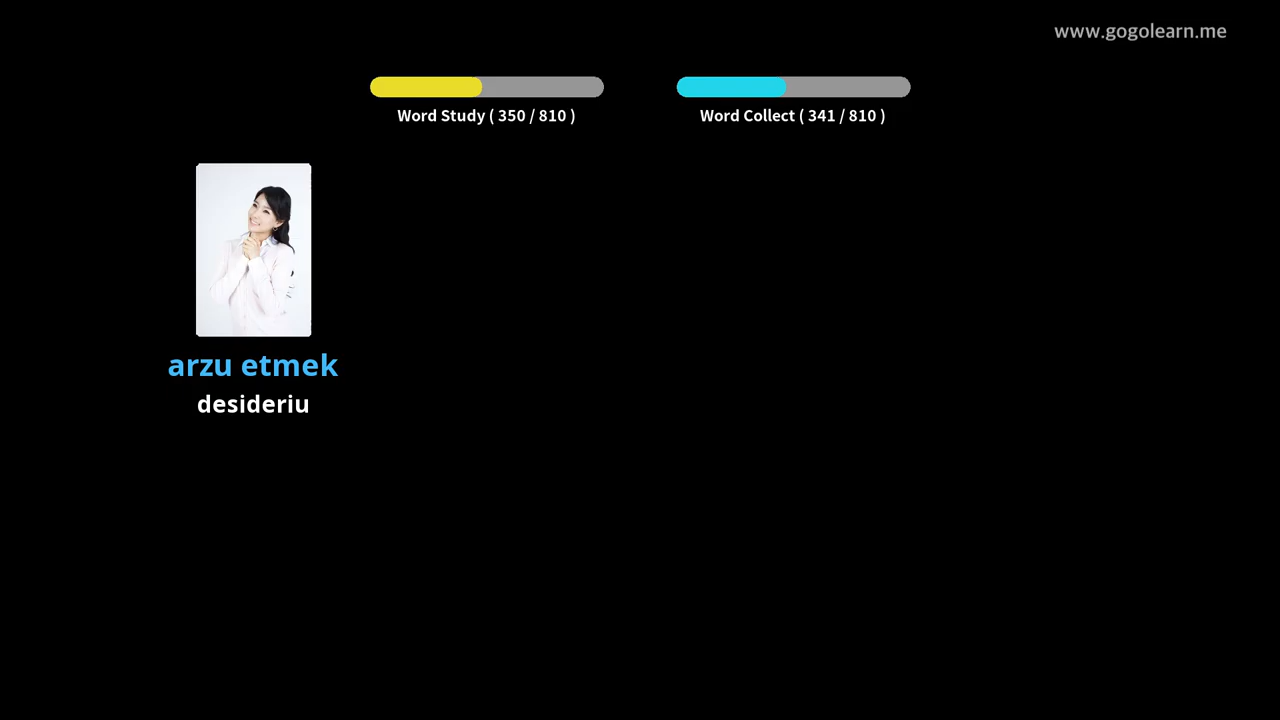 www.gogolearn.me
Word Study ( 350 / 810 )
Word Collect ( 341 / 810 )
arzu etmek
desideriu